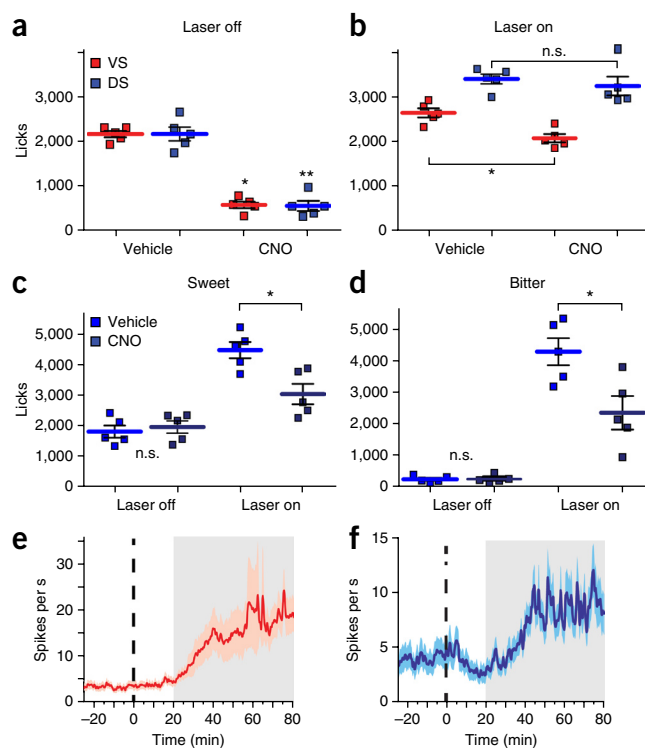 a Laser off
VS
DS
Licks
3,000
2,000
1,000
0
* **
Vehicle CNO
b Laser on
n.s.
3,000
2,000
1,000
0
*
Vehicle CNO
c Sweet
Vehicle
CNO
Licks
5,000
4,000
3,000
2,000
1,000
0
*
n.s.
Laser off Laser on
d Bitter
5,000
4,000
3,000
2,000
1,000
0
*
n.s.
Laser off Laser on
e
Spikes per s
35
30
20
10
0
−20 0 20 40 60 80
Time (min)
f
Spikes per s
15
10
5
0
−20 0 20 40 60 80
Time (min)